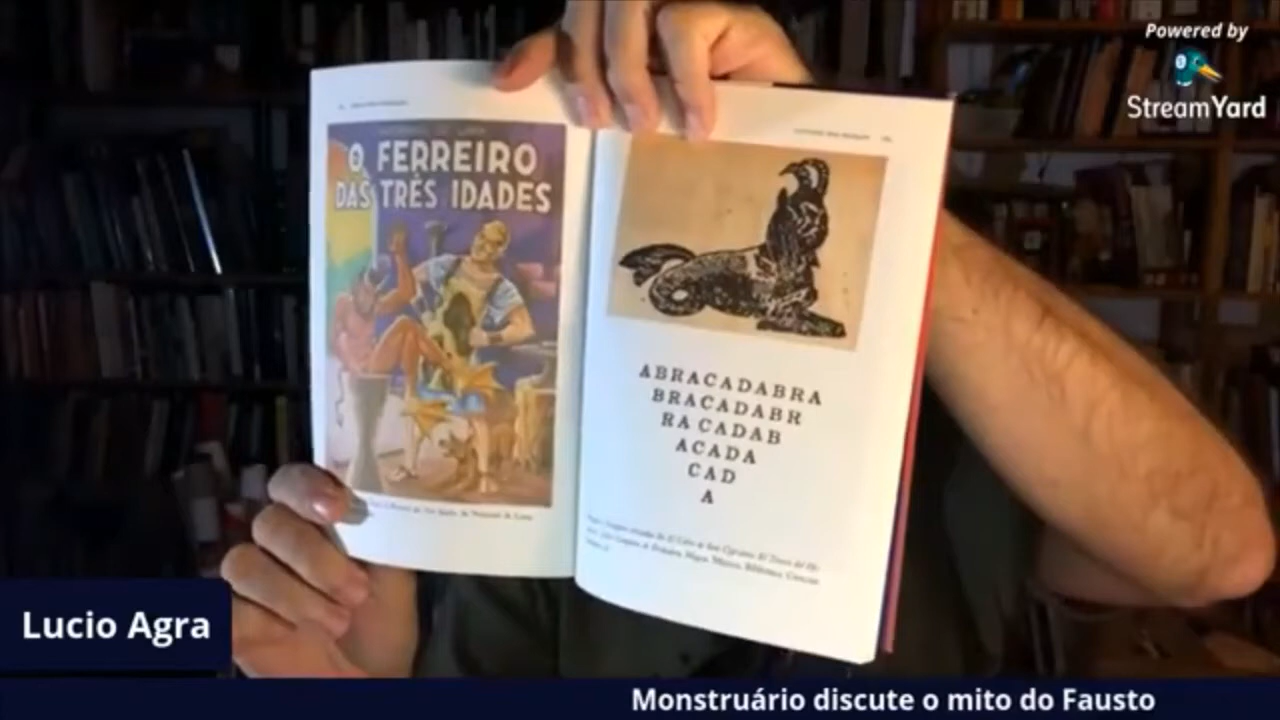 Powered by
StreamYard
O FERREIRO
DAS TRÊS IDADES
ABRACADABRA
BRACADABR
RA CADAB
ACADA
CAD
A
Lucio Agra
Monstruário discute o mito do Fausto